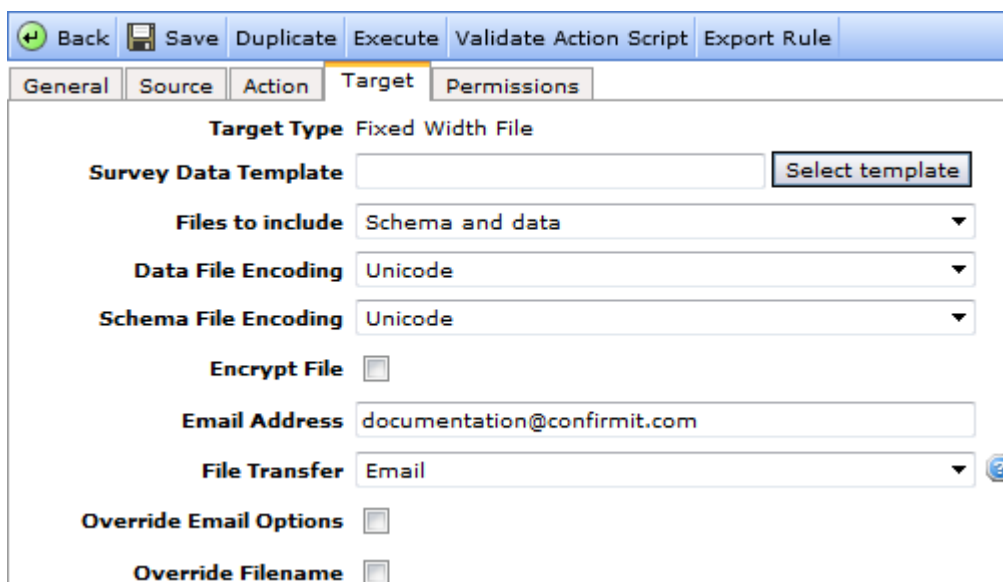 Back Save Duplicate Execute Validate Action Script Export Rule
General Source Action Target Permissions
Target Type Fixed Width File
Survey Data Template Select template
Files to include Schema and data
Data File Encoding Unicode
Schema File Encoding Unicode
Encrypt File
Email Address documentation@confirmit.com
File Transfer Email
Override Email Options
Override Filename